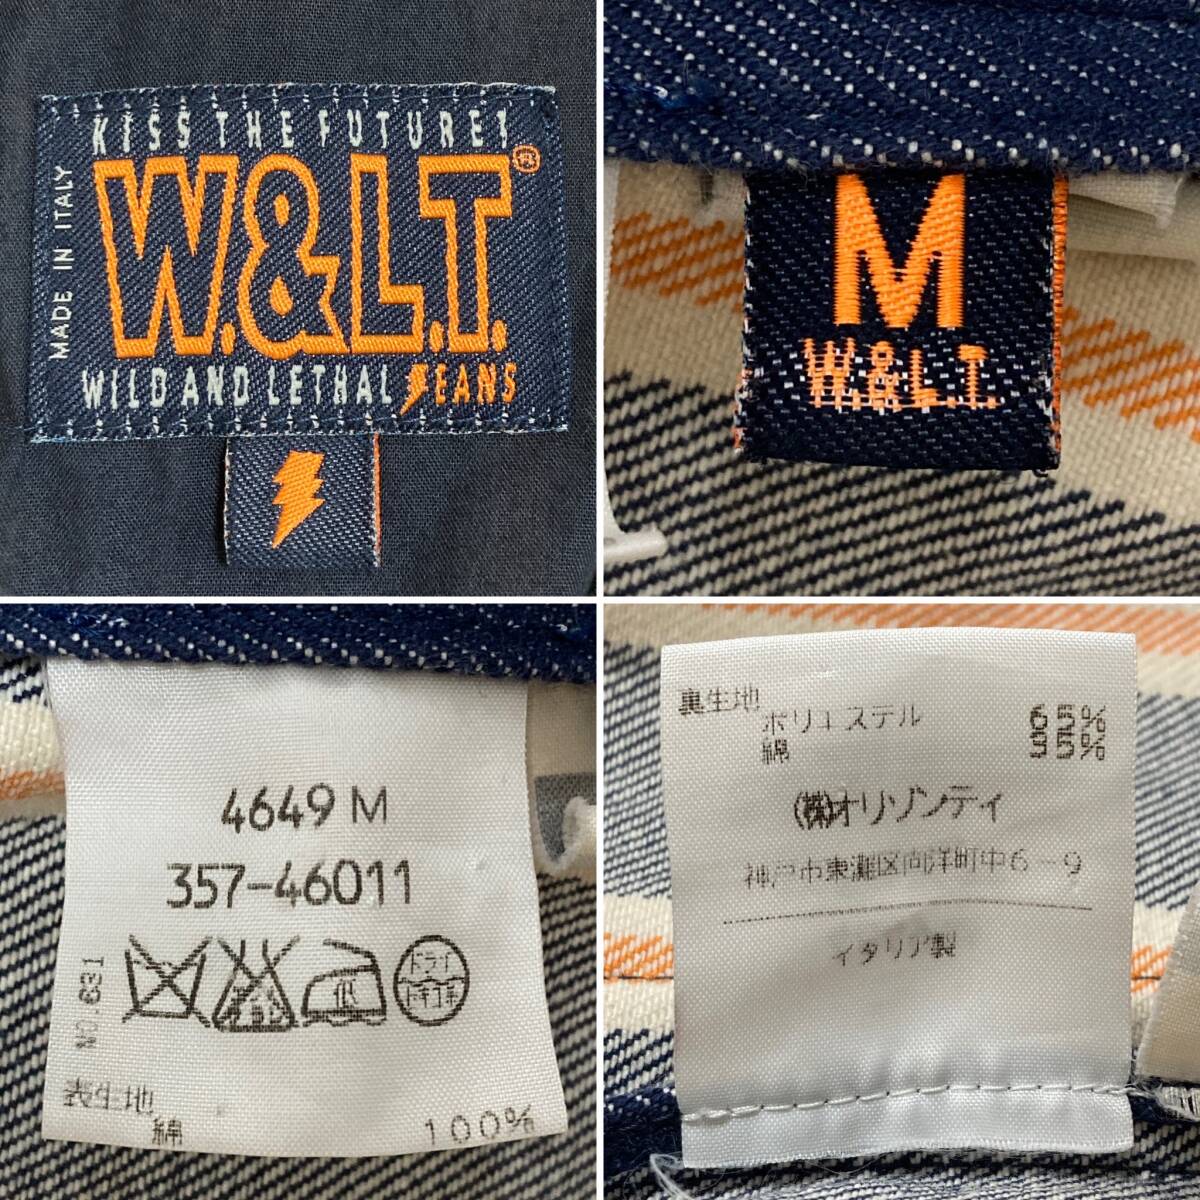 KISS THE FUTURE!
W.&L.T.®
MADE IN ITALY
WILD AND LETHAL JEANS
M
W.&L.T.
4649 M
357-46011
低
ドライ
NO.631
表生地
綿 100%
裏生地
ポリエステル 65%
綿 35%
(株)オリゾンティ
神戸市東灘区向洋町中6-9
イタリア製